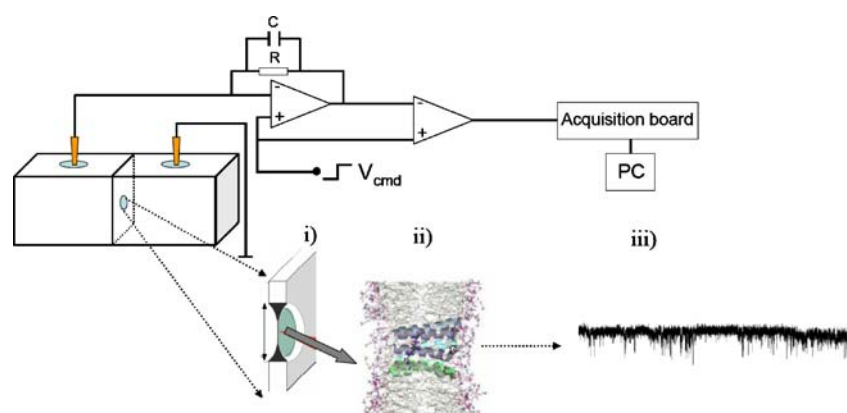 C
R
-
+
-
+
V_cmd
Acquisition board
PC
i)
ii)
iii)